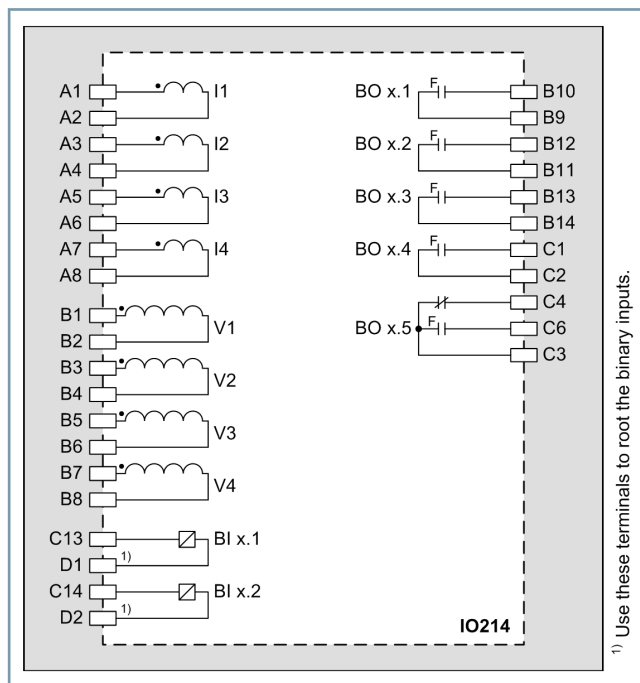 A1 I1
A2
A3 I2
A4
A5 I3
A6
A7 I4
A8
B1 V1
B2
B3 V2
B4
B5 V3
B6
B7 V4
B8
C13 BI x.1
D1 1)
C14 BI x.2
D2 1)
BO x.1 F B10
B9
BO x.2 F B12
B11
BO x.3 F B13
B14
BO x.4 F C1
C2
C4
BO x.5 F C6
C3
IO214
1) Use these terminals to root the binary inputs.